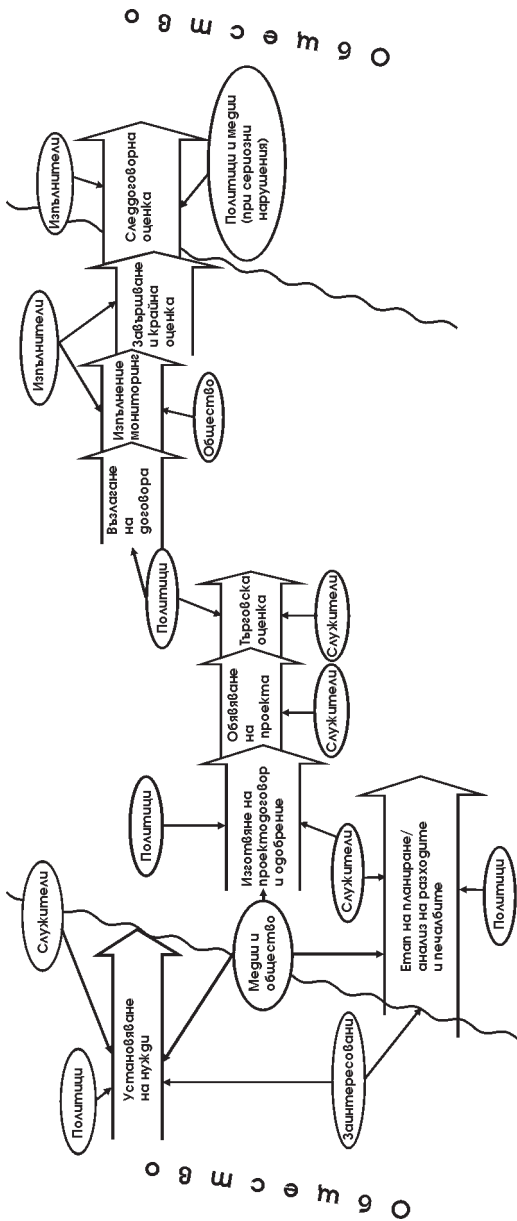 Общество
Политици
Служители
Установяване
на нужди
Медии и
общество
Заинтересовани
Политици
Изготвяне на
проектодоговор
и одобрение
Служители
Етап на планиране/
анализ на разходите
и печалбите
Политици
Обявяване
на
проекта
Служители
Търговска
оценка
Служители
Политици
Възлагане
на
договора
Изпълнители
Изпълнение
мониторинг
Общество
Завършване
и крайна
оценка
Изпълнители
Следдоговорна
оценка
Политици и медии
(при сериозни
нарушения)
Общество